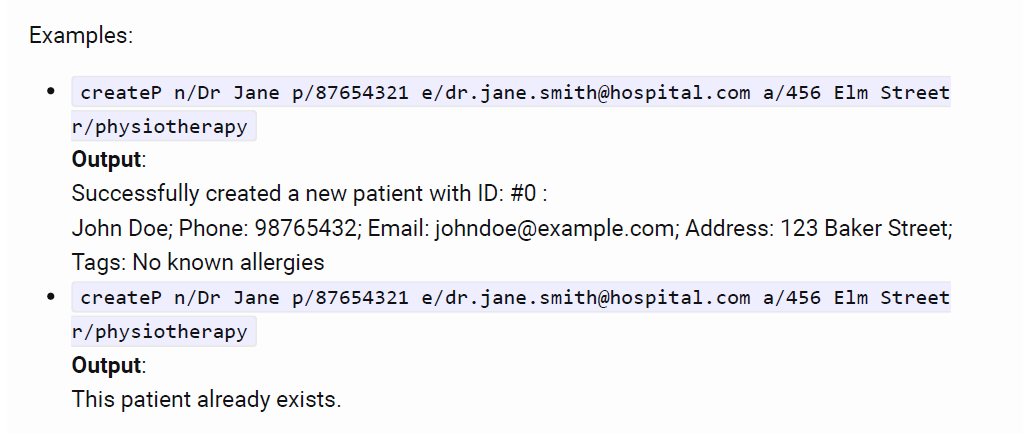 Examples:
createP n/Dr Jane p/87654321 e/dr.jane.smith@hospital.com a/456 Elm Street
r/physiotherapy
Output:
Successfully created a new patient with ID: #0 :
John Doe; Phone: 98765432; Email: johndoe@example.com; Address: 123 Baker Street;
Tags: No known allergies
createP n/Dr Jane p/87654321 e/dr.jane.smith@hospital.com a/456 Elm Street
r/physiotherapy
Output:
This patient already exists.